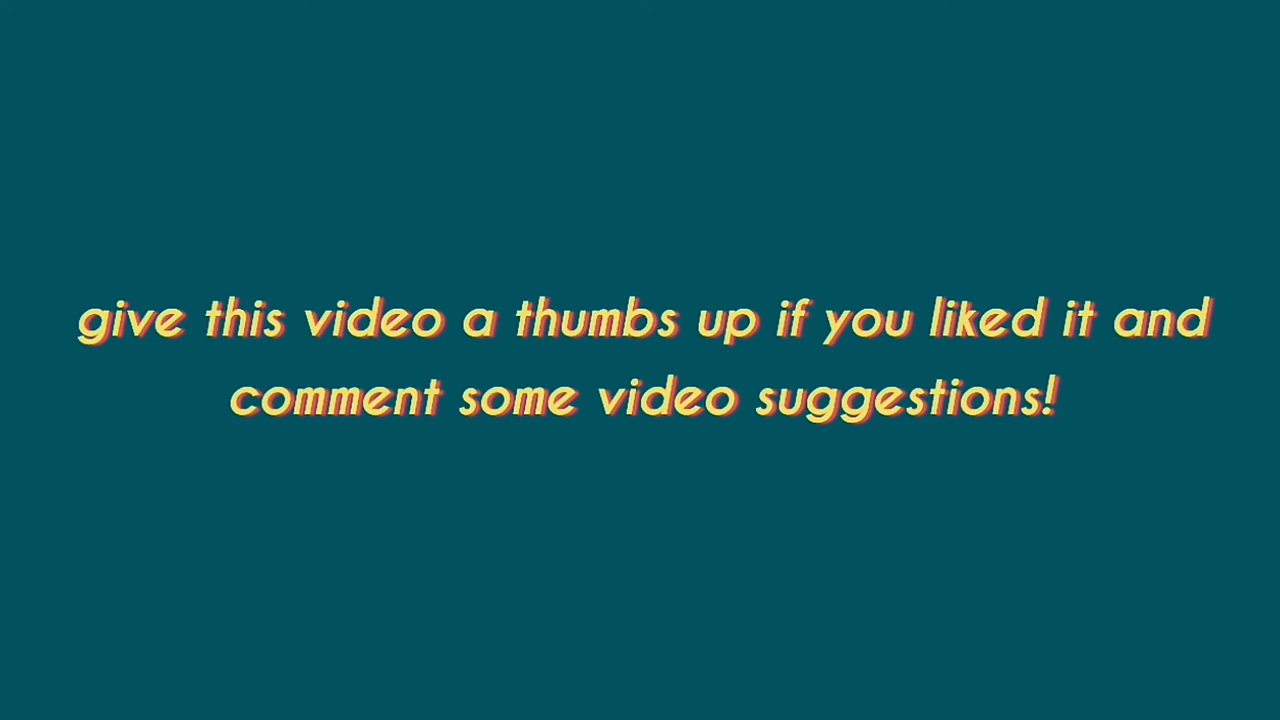 give this video a thumbs up if you liked it and
comment some video suggestions!